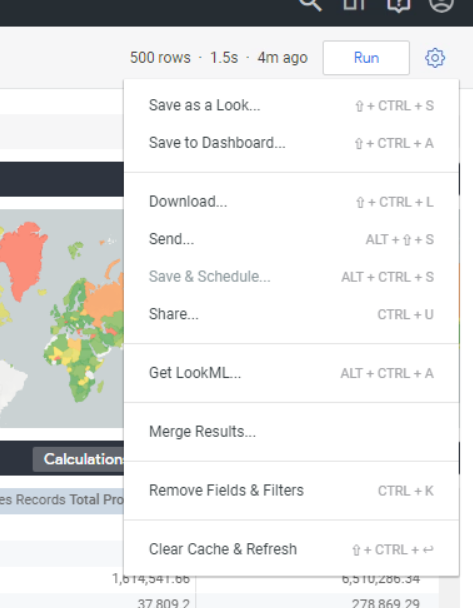 500 rows · 1.5s · 4m ago Run
Save as a Look... ⇧ + CTRL + S
Save to Dashboard... ⇧ + CTRL + A
Download... ⇧ + CTRL + L
Send... ALT + ⇧ + S
Save & Schedule... ALT + CTRL + S
Share... CTRL + U
Get LookML... ALT + CTRL + A
Merge Results...
Calculation
es Records Total Pro
Remove Fields & Filters CTRL + K
Clear Cache & Refresh ⇧ + CTRL + ↩
1,614,541.66 6,510,286.34
37,809.2 278,869.29